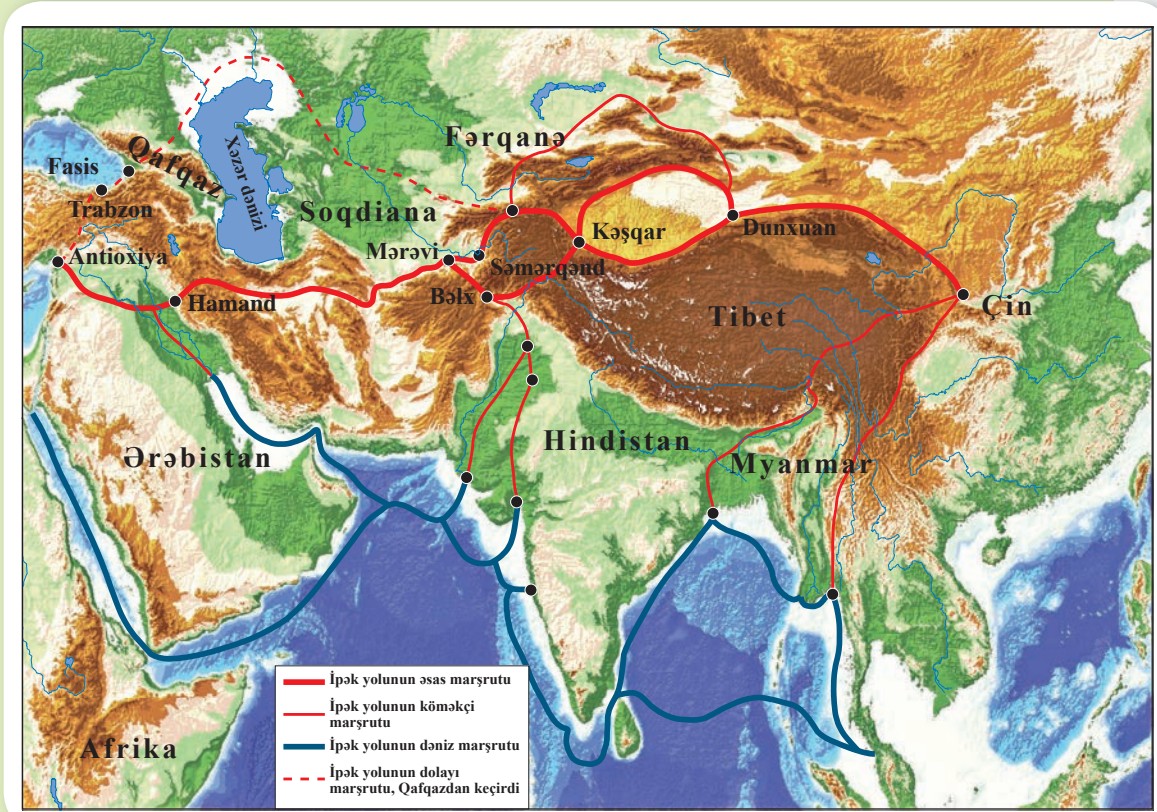 Fərqanə
Qafqaz
Xəzər dənizi
Fasis
Trabzon
Soqdiana
Kəşqar
Dunxuan
Mərəvi
Səmərqənd
Antioxiya
Hamand
Bəlx
Tibet
Çin
Hindistan
Ərəbistan
Myanmar
Afrika
İpək yolunun əsas marşrutu
İpək yolunun köməkçi
marşrutu
İpək yolunun dəniz marşrutu
İpək yolunun dolayı
marşrutu, Qafqazdan keçirdi